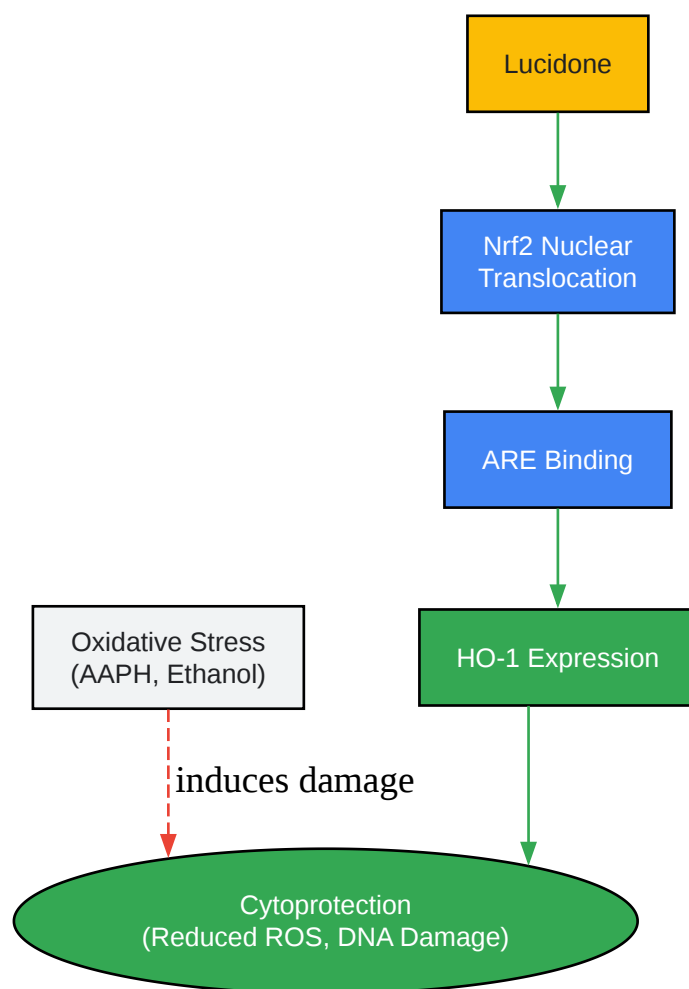 Lucidone
Nrf2 Nuclear
Translocation
ARE Binding
HO-1 Expression
Oxidative Stress
(AAPH, Ethanol)
induces damage
Cytoprotection
(Reduced ROS, DNA Damage)